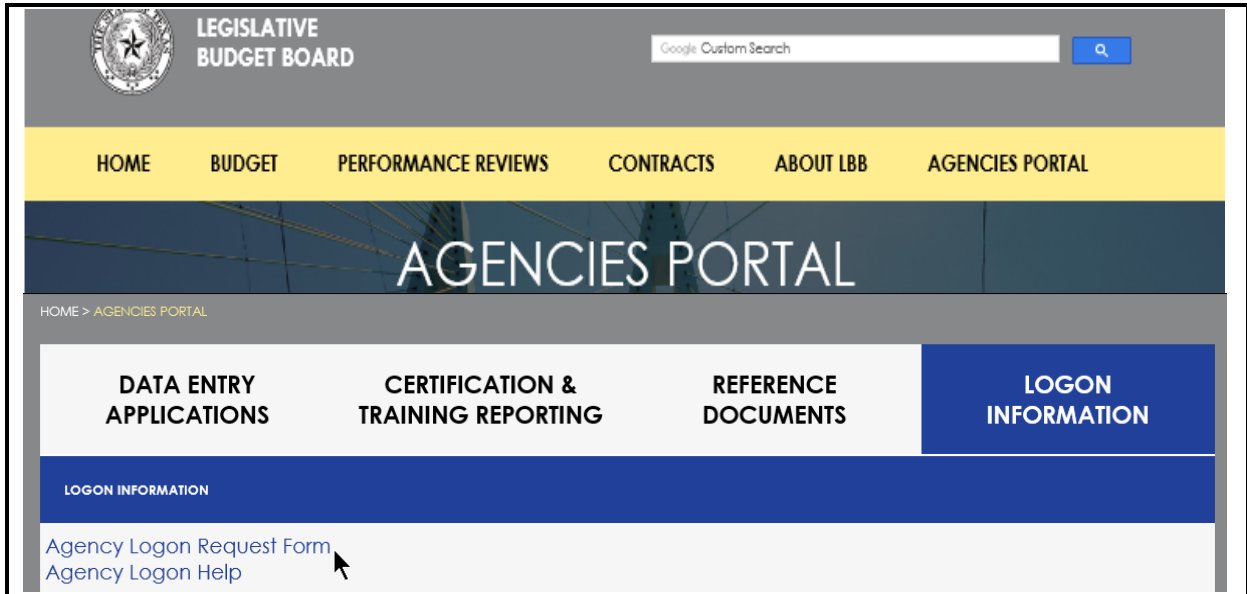 LEGISLATIVE
BUDGET BOARD
Google Custom Search
HOME BUDGET PERFORMANCE REVIEWS CONTRACTS ABOUT LBB AGENCIES PORTAL
AGENCIES PORTAL
HOME > AGENCIES PORTAL
DATA ENTRY CERTIFICATION & REFERENCE LOGON
APPLICATIONS TRAINING REPORTING DOCUMENTS INFORMATION
LOGON INFORMATION
Agency Logon Request Form
Agency Logon Help